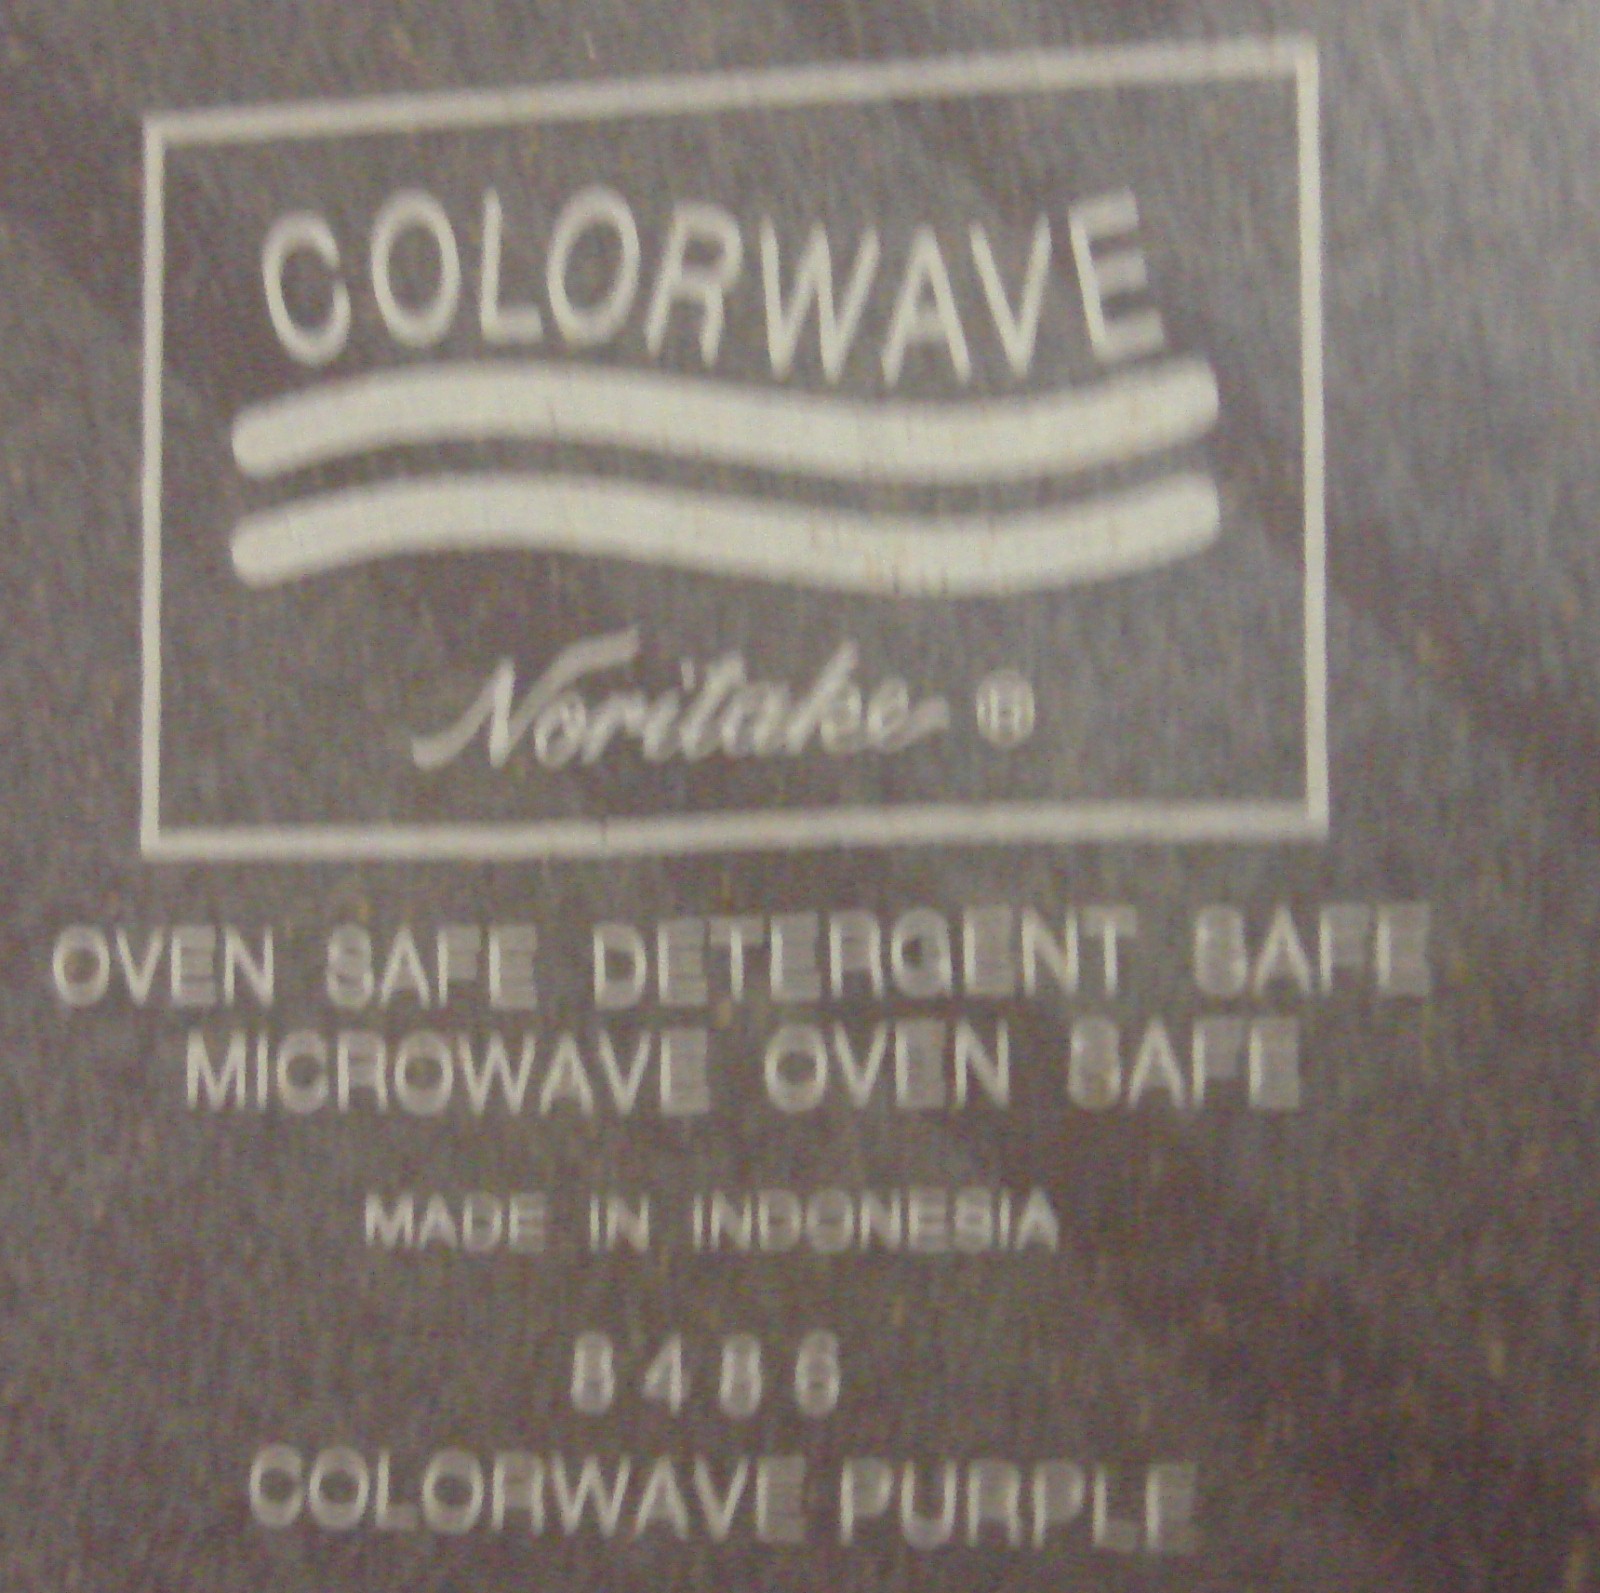 COLORWAVE
Noritake ®
OVEN SAFE DETERGENT SAFE
MICROWAVE OVEN SAFE
MADE IN INDONESIA
8486
COLORWAVE PURPLE